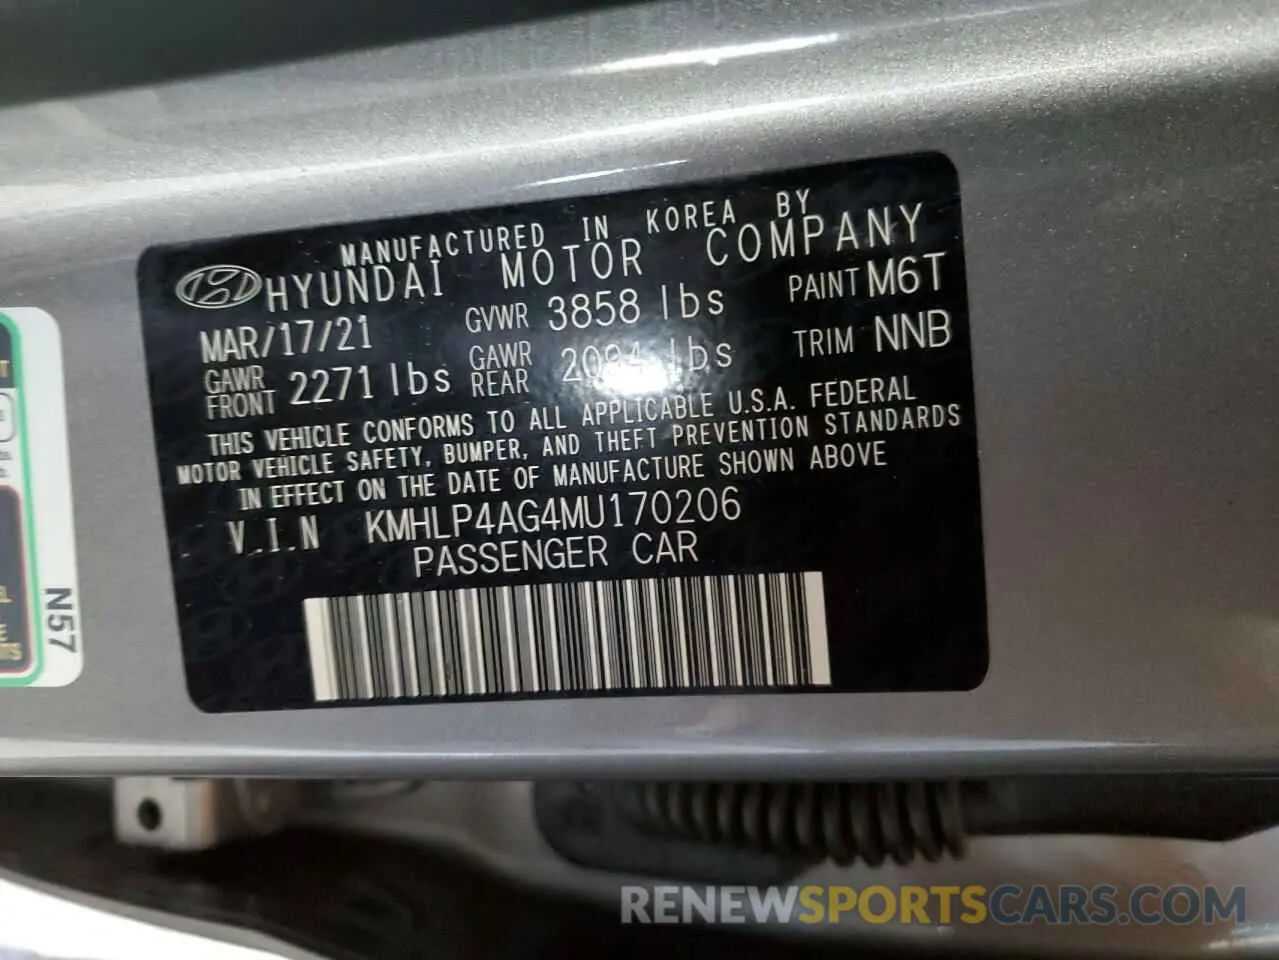 MANUFACTURED IN KOREA BY
HYUNDAI MOTOR COMPANY
MAR/17/21 GVWR 3858 lbs PAINT M6T
GAWR FRONT 2271 lbs GAWR REAR 2094 lbs TRIM NNB
THIS VEHICLE CONFORMS TO ALL APPLICABLE U.S.A. FEDERAL
MOTOR VEHICLE SAFETY, BUMPER, AND THEFT PREVENTION STANDARDS
IN EFFECT ON THE DATE OF MANUFACTURE SHOWN ABOVE
V.I.N KMHLP4AG4MU170206
PASSENGER CAR
N57
RENEWSPORTSCARS.COM